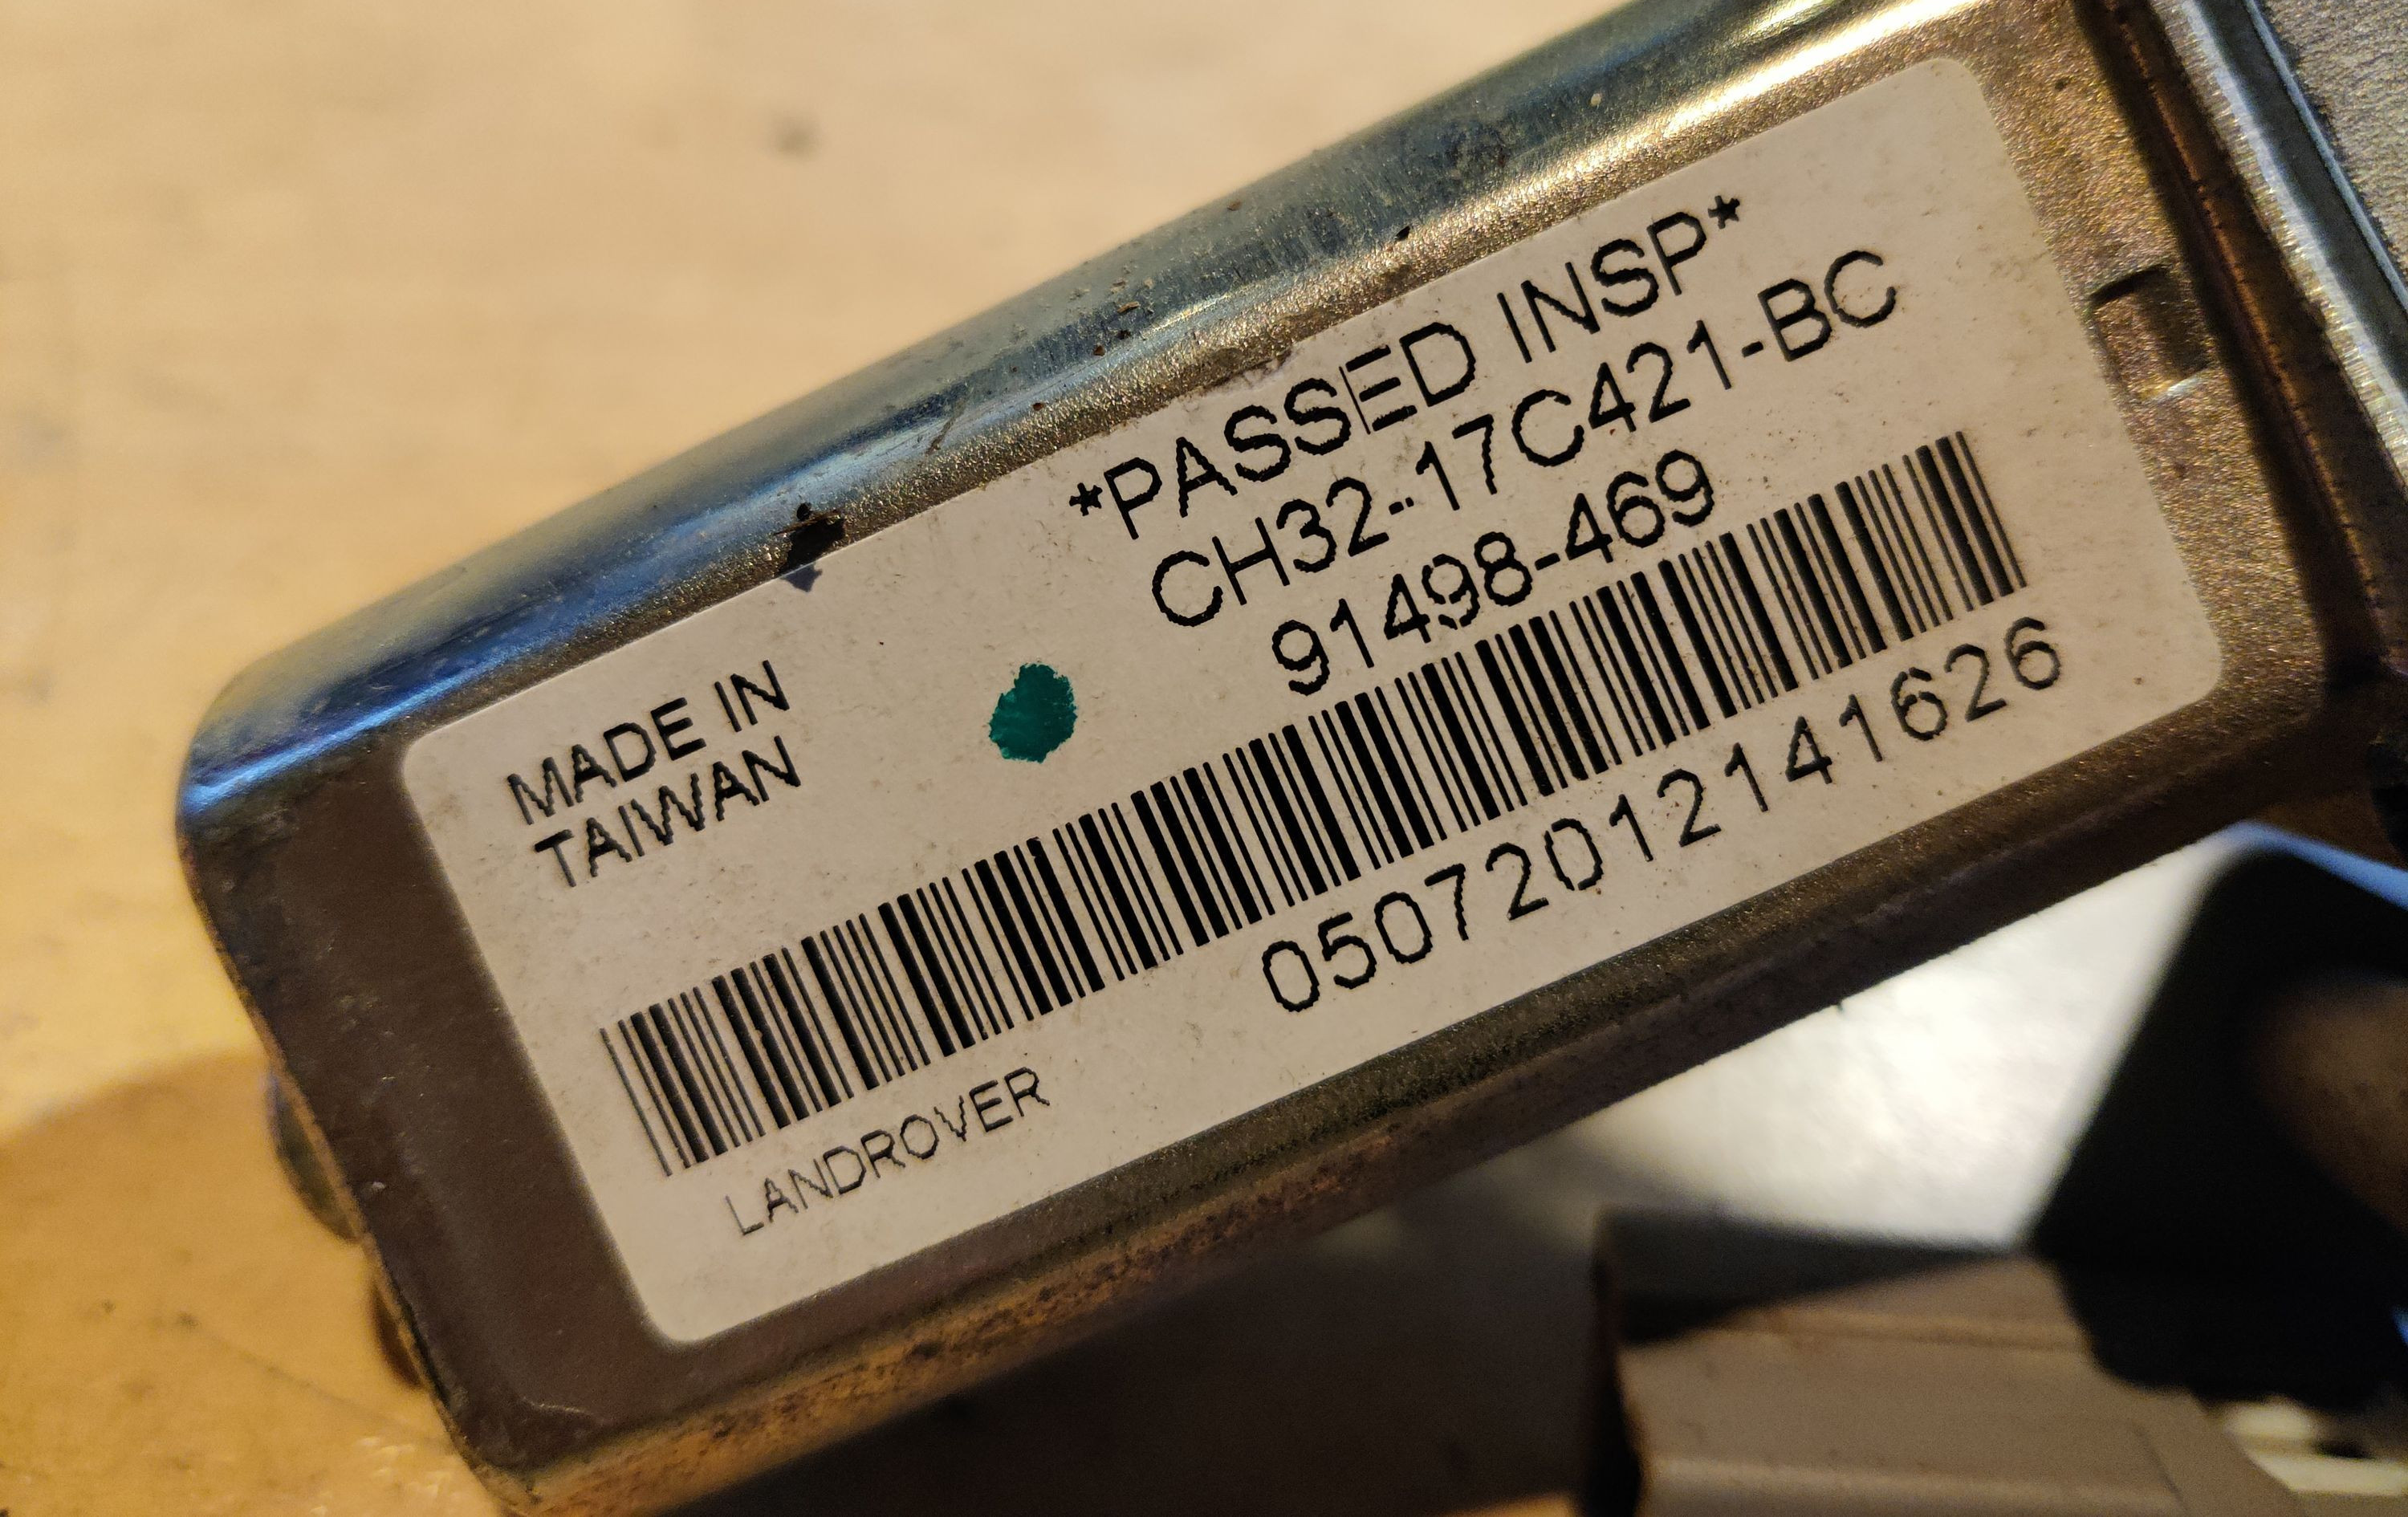 *PASSED INSP*
CH32-17C421-BC
91498-469
MADE IN
TAIWAN
05072012141626
LANDROVER